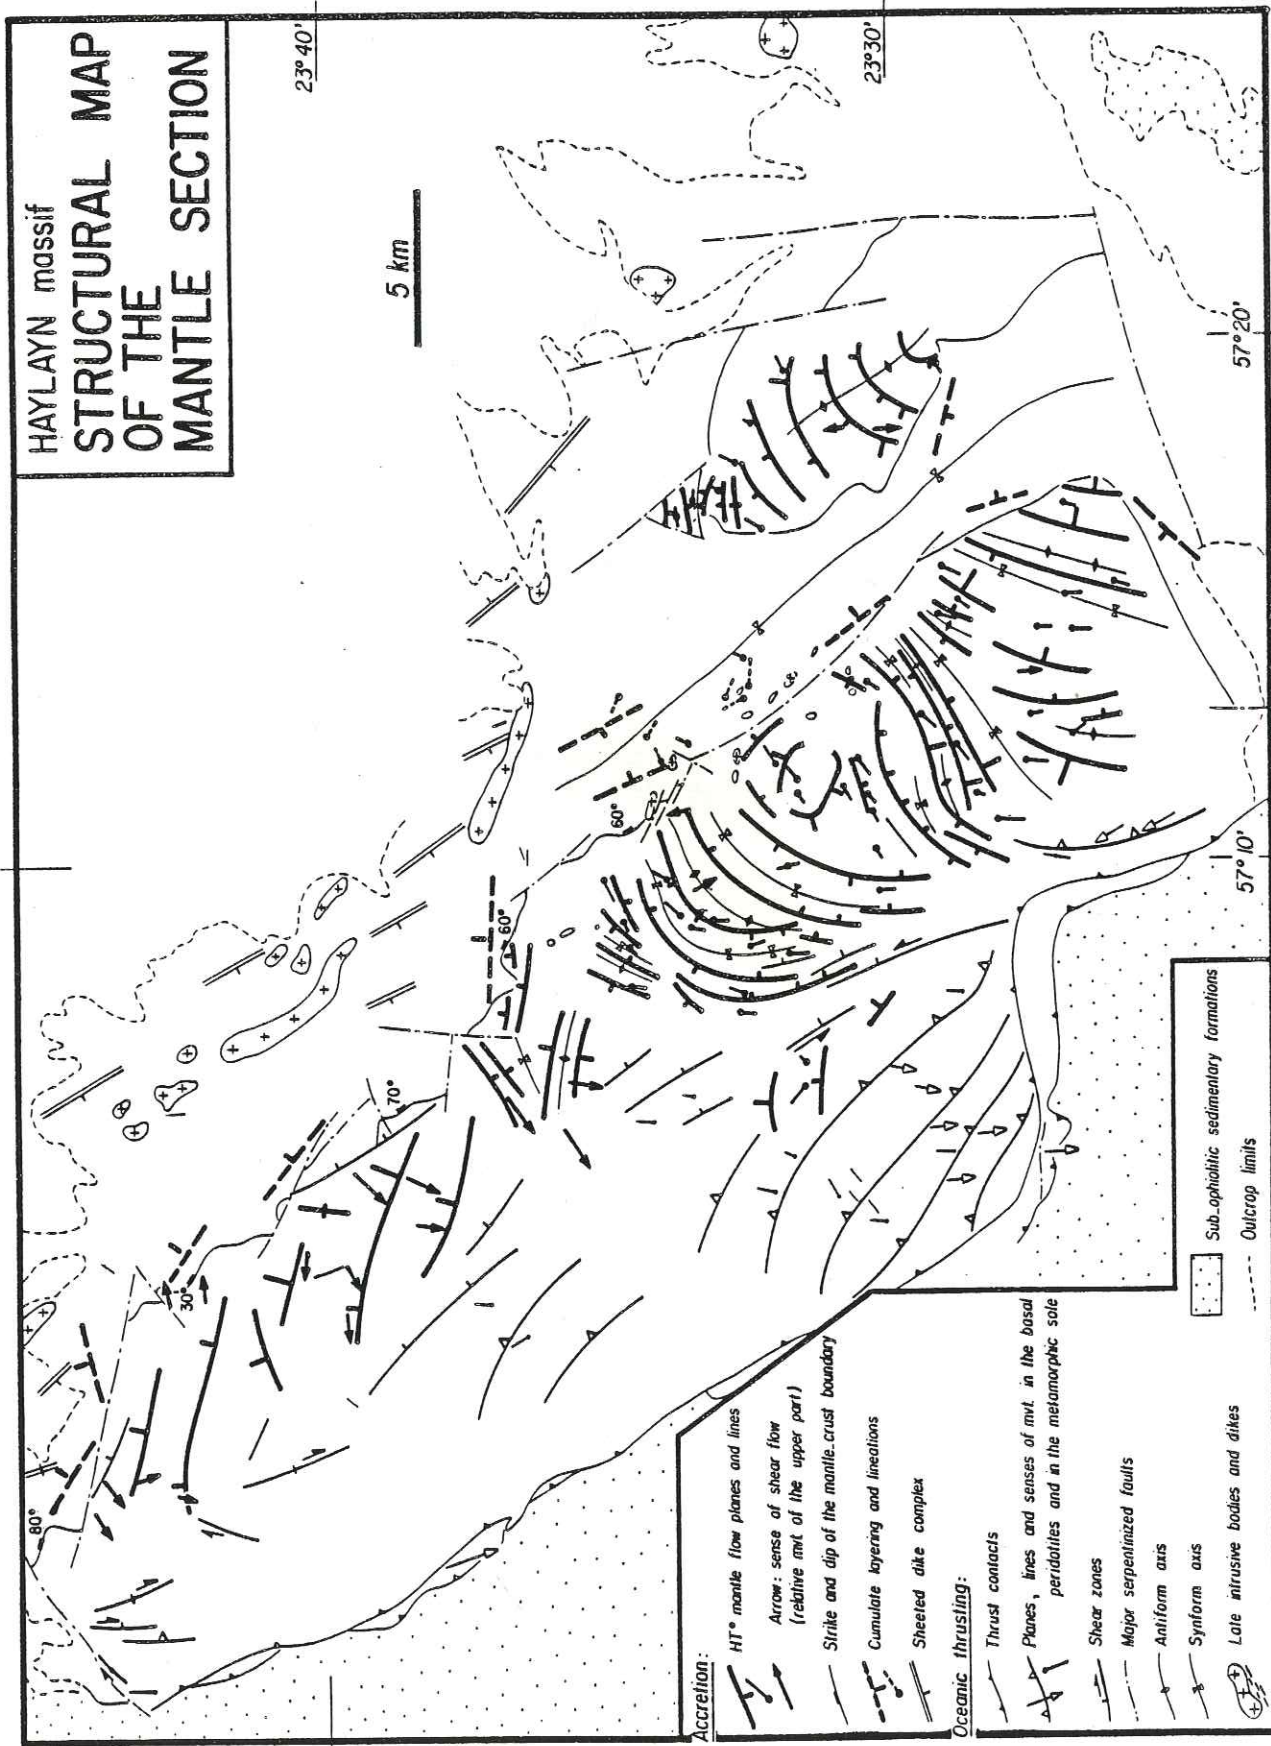 HAYLAYN massif
STRUCTURAL MAP
OF THE
MANTLE SECTION
23°40'
23°30'
5 km
57°20'
57°10'
60°
60°
70°
30°
80°
Accretion:
HT° mantle flow planes and lines
Arrow: sense of shear flow
(relative mvt of the upper part)
Strike and dip of the mantle-crust boundary
Cumulate layering and lineations
Sheeted dike complex
Oceanic thrusting:
Thrust contacts
Planes, lines and senses of mvt. in the basal
peridotites and in the metamorphic sole
Shear zones
Major serpentinized faults
Antiform axis
Synform axis
Late intrusive bodies and dikes
Sub-ophiolitic sedimentary formations
Outcrop limits